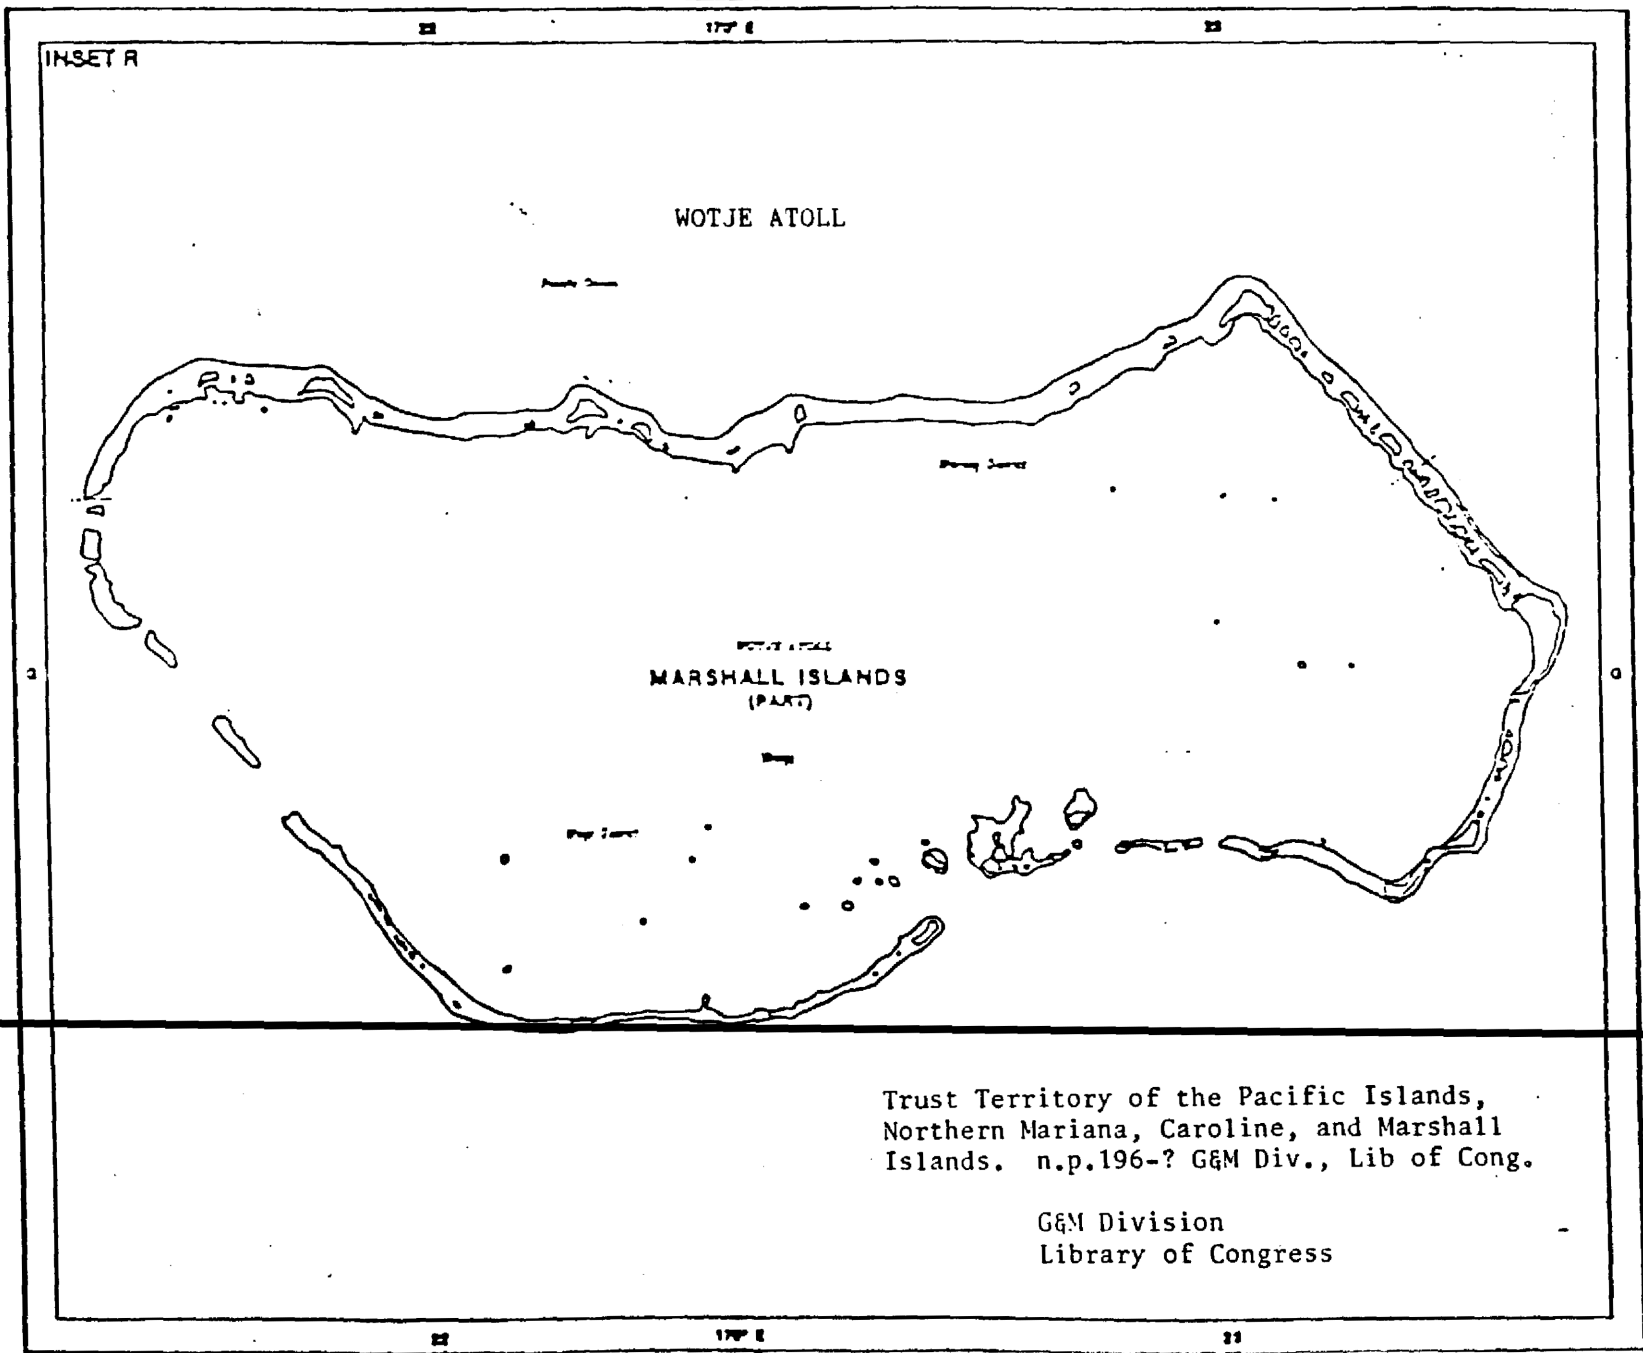 INSET R
WOTJE ATOLL
MARSHALL ISLANDS
(PART)
Trust Territory of the Pacific Islands,
Northern Mariana, Caroline, and Marshall
Islands. n.p.196-? G&M Div., Lib of Cong.
G&M Division
Library of Congress